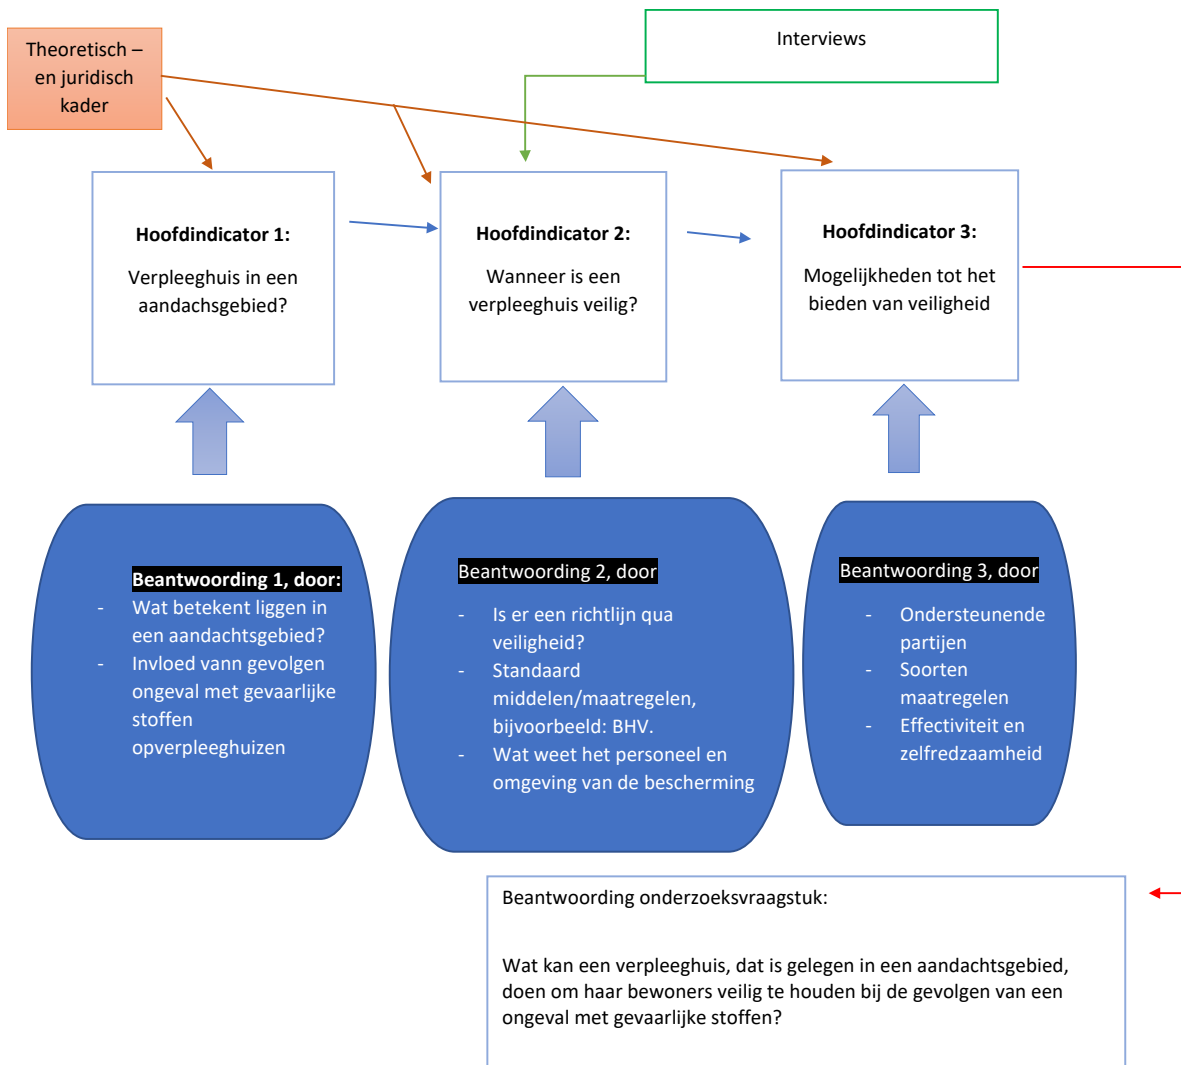 Theoretisch –
en juridisch
kader
Interviews
Hoofdindicator 1:
Verpleeghuis in een
aandachsgebied?
Hoofdindicator 2:
Wanneer is een
verpleeghuis veilig?
Hoofdindicator 3:
Mogelijkheden tot het
bieden van veiligheid
Beantwoording 1, door:
- Wat betekent liggen in
een aandachtsgebied?
- Invloed vann gevolgen
ongeval met gevaarlijke
stoffen
opverpleeghuizen
Beantwoording 2, door
- Is er een richtlijn qua
veiligheid?
- Standaard
middelen/maatregelen,
bijvoorbeeld: BHV.
- Wat weet het personeel en
omgeving van de bescherming
Beantwoording 3, door
- Ondersteunende
partijen
- Soorten
maatregelen
- Effectiviteit en
zelfredzaamheid
Beantwoording onderzoeksvraagstuk:
Wat kan een verpleeghuis, dat is gelegen in een aandachtsgebied,
doen om haar bewoners veilig te houden bij de gevolgen van een
ongeval met gevaarlijke stoffen?